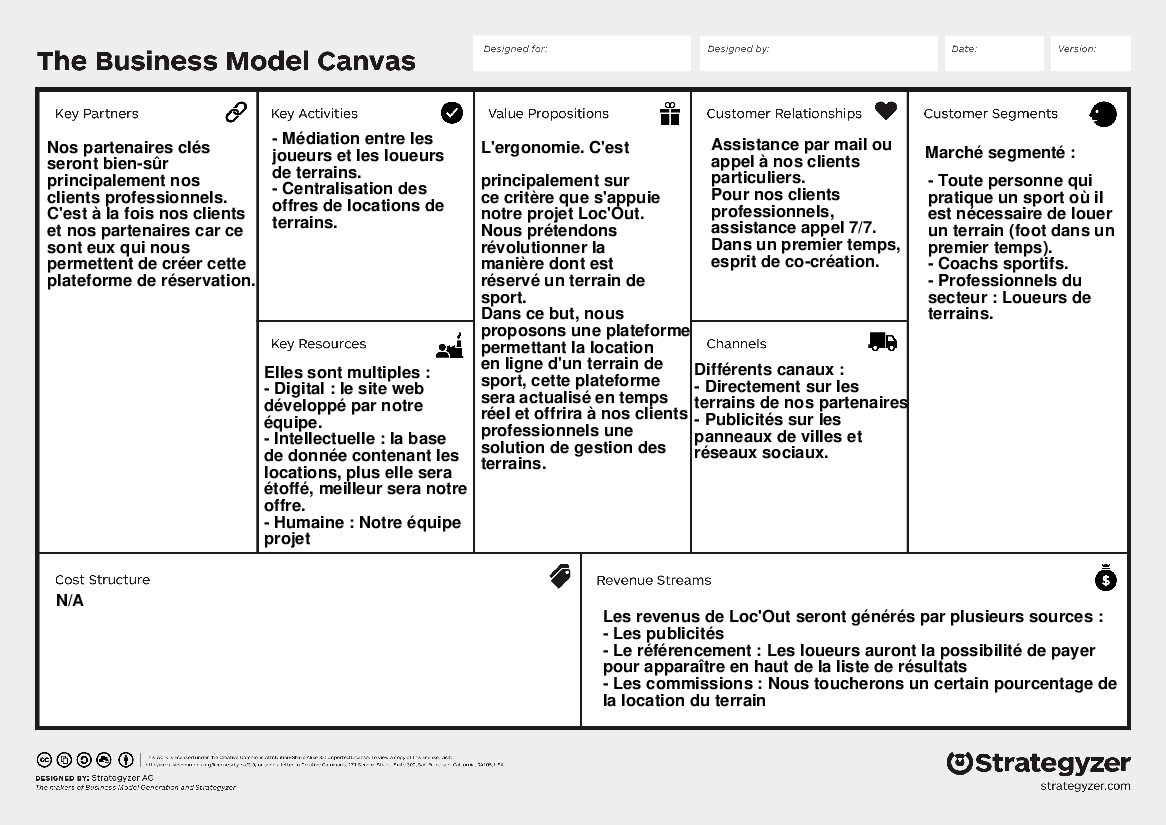 The Business Model Canvas
Designed for:
Designed by:
Date:
Version:
Key Partners
Nos partenaires clés
seront bien-sûr
principalement nos
clients professionnels.
C'est à la fois nos clients
et nos partenaires car ce
sont eux qui nous
permettent de créer cette
plateforme de réservation.
Key Activities
- Médiation entre les
joueurs et les loueurs
de terrains.
- Centralisation des
offres de locations de
terrains.
Key Resources
Elles sont multiples :
- Digital : le site web
développé par notre
équipe.
- Intellectuelle : la base
de donnée contenant les
locations, plus elle sera
étoffé, meilleur sera notre
offre.
- Humaine : Notre équipe
projet
Value Propositions
L'ergonomie. C'est
principalement sur
ce critère que s'appuie
notre projet Loc'Out.
Nous prétendons
révolutionner la
manière dont est
réservé un terrain de
sport.
Dans ce but, nous
proposons une plateforme
permettant la location
en ligne d'un terrain de
sport, cette plateforme
sera actualisé en temps
réel et offrira à nos clients
professionnels une
solution de gestion des
terrains.
Customer Relationships
Assistance par mail ou
appel à nos clients
particuliers.
Pour nos clients
professionnels,
assistance appel 7/7.
Dans un premier temps,
esprit de co-création.
Channels
Différents canaux :
- Directement sur les
terrains de nos partenaires
- Publicités sur les
panneaux de villes et
réseaux sociaux.
Customer Segments
Marché segmenté :
- Toute personne qui
pratique un sport où il
est nécessaire de louer
un terrain (foot dans un
premier temps).
- Coachs sportifs.
- Professionnels du
secteur : Loueurs de
terrains.
Cost Structure
N/A
Revenue Streams
Les revenus de Loc'Out seront générés par plusieurs sources :
- Les publicités
- Le référencement : Les loueurs auront la possibilité de payer
pour apparaître en haut de la liste de résultats
- Les commissions : Nous toucherons un certain pourcentage de
la location du terrain
DESIGNED BY: Strategyzer AG
The makers of Business Model Generation and Strategyzer
Strategyzer
strategyzer.com